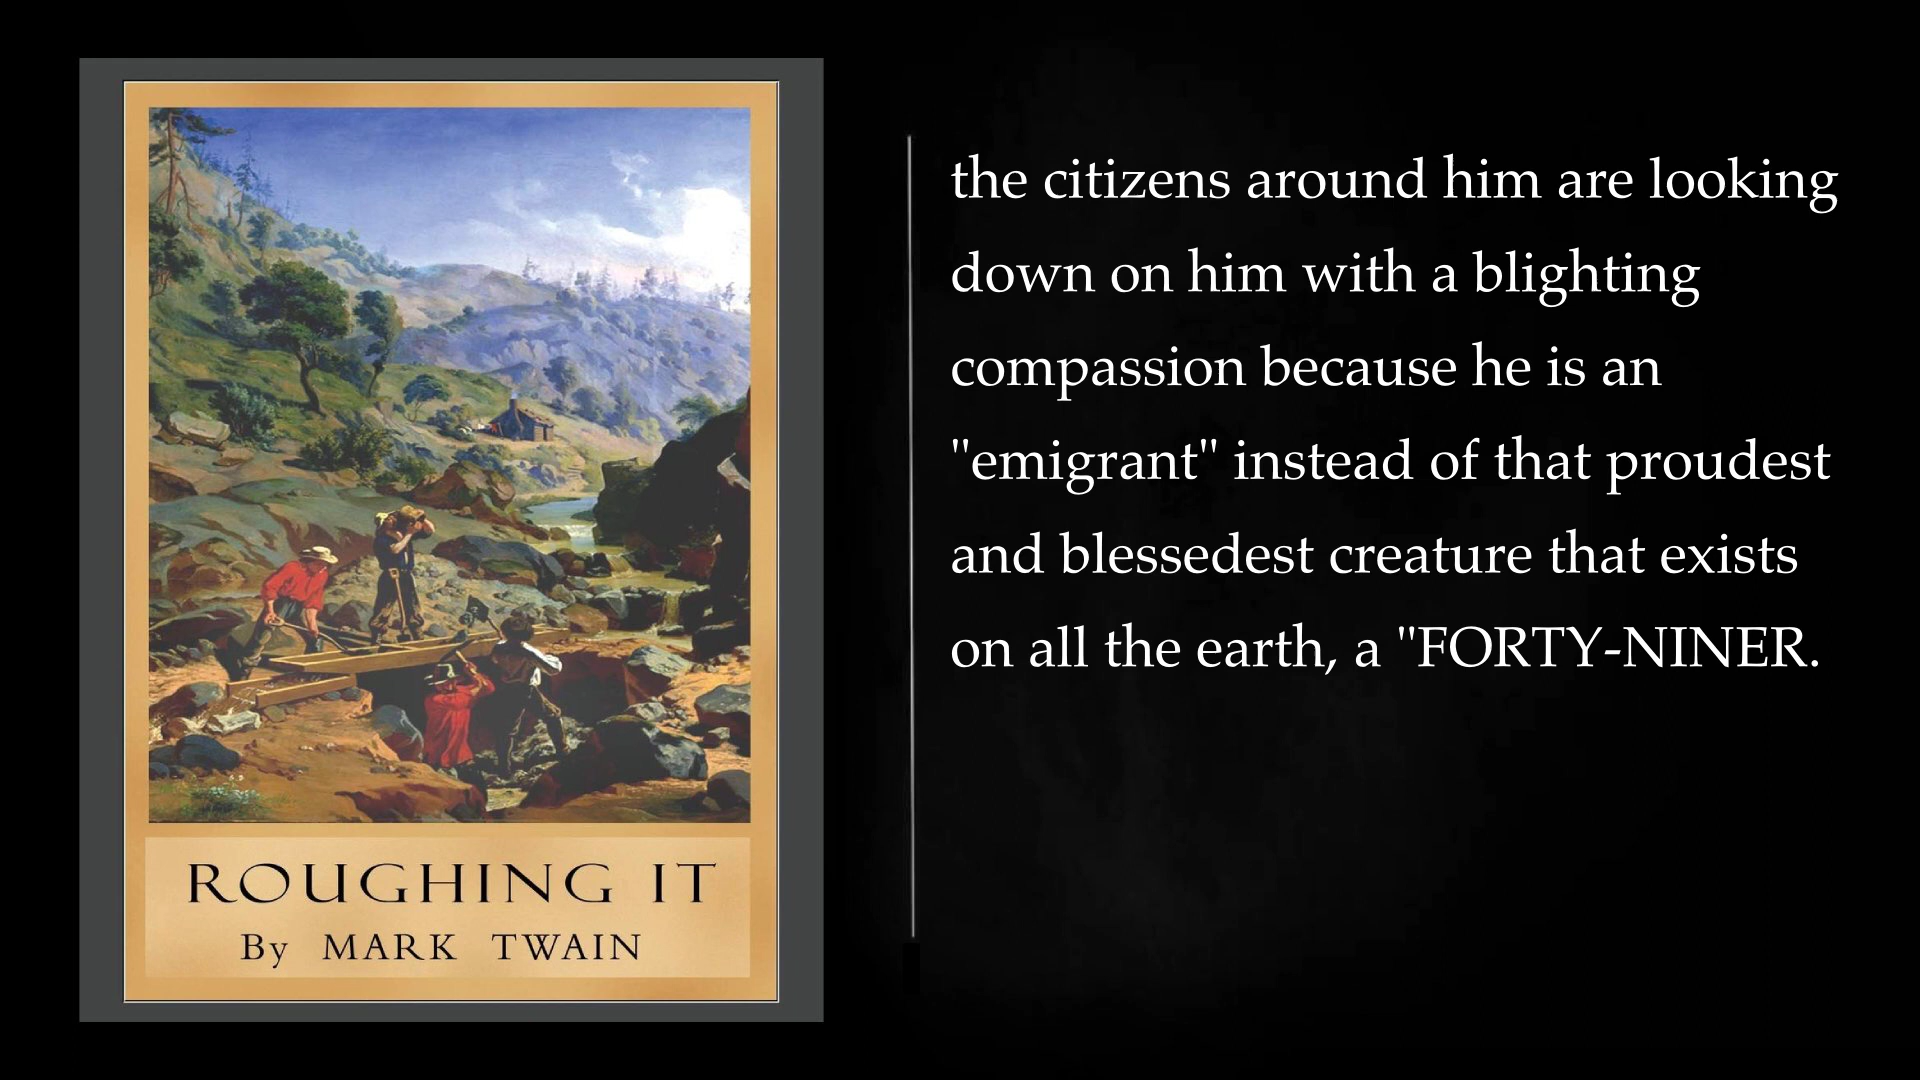 ROUGHING IT
By MARK TWAIN
the citizens around him are looking
down on him with a blighting
compassion because he is an
"emigrant" instead of that proudest
and blessedest creature that exists
on all the earth, a "FORTY-NINER.